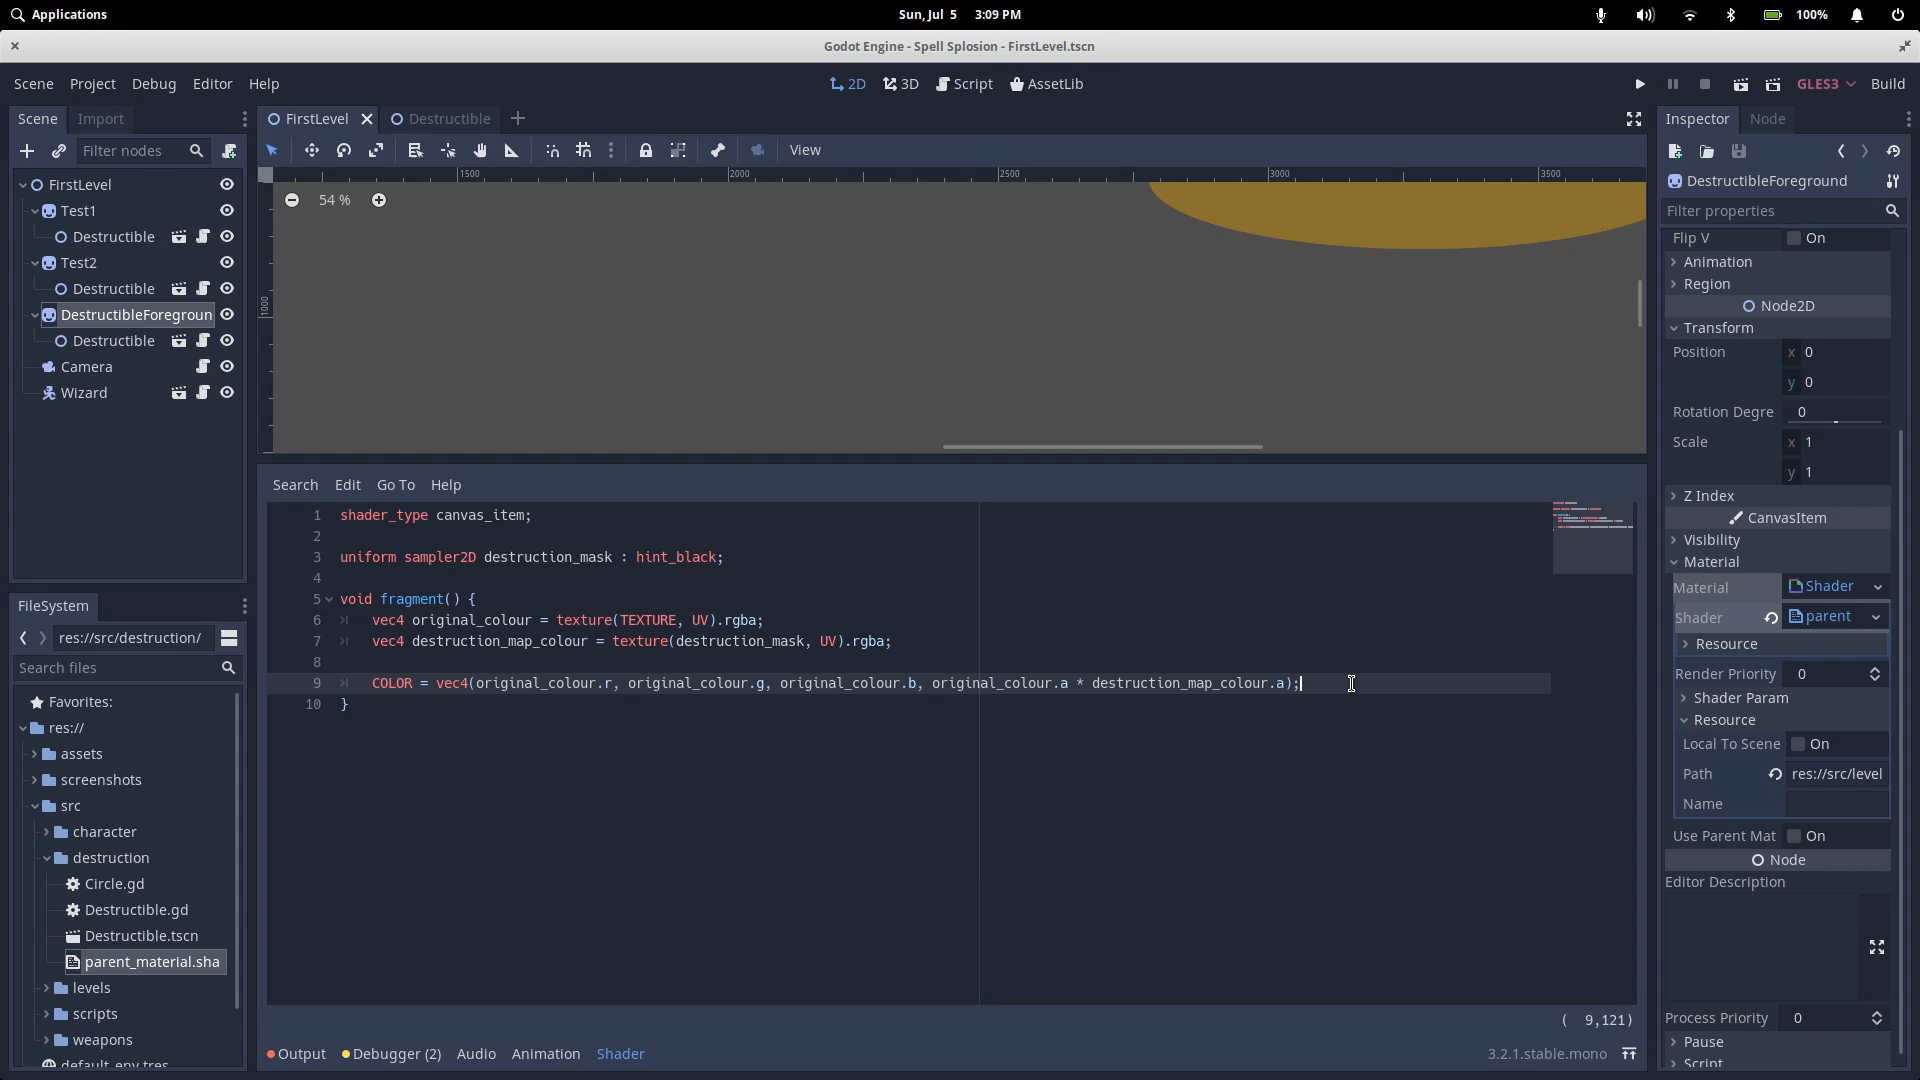 Applications
Sun, Jul 5 3:09 PM
100%
Godot Engine - Spell Splosion - FirstLevel.tscn
Scene Project Debug Editor Help
2D 3D Script AssetLib
GLES3 Build
Scene Import
Filter nodes
FirstLevel
Test1
Destructible
Test2
Destructible
DestructibleForegroun
Destructible
Camera
Wizard
FileSystem
res://src/destruction/
Search files
Favorites:
res://
assets
screenshots
src
character
destruction
Circle.gd
Destructible.gd
Destructible.tscn
parent_material.sha
levels
scripts
weapons
default_env.tres
FirstLevel Destructible
View
1500 2000 2500 3000 3500
54 %
1000
Search Edit Go To Help
1 shader_type canvas_item;
2
3 uniform sampler2D destruction_mask : hint_black;
4
5 void fragment() {
6 vec4 original_colour = texture(TEXTURE, UV).rgba;
7 vec4 destruction_map_colour = texture(destruction_mask, UV).rgba;
8
9 COLOR = vec4(original_colour.r, original_colour.g, original_colour.b, original_colour.a * destruction_map_colour.a);
10 }
( 9,121)
Output Debugger (2) Audio Animation Shader
3.2.1.stable.mono
Inspector Node
DestructibleForeground
Filter properties
Flip V On
Animation
Region
Node2D
Transform
Position x 0
y 0
Rotation Degre 0
Scale x 1
y 1
Z Index
CanvasItem
Visibility
Material
Material Shader
Shader parent
Resource
Render Priority 0
Shader Param
Resource
Local To Scene On
Path res://src/level
Name
Use Parent Mat On
Node
Editor Description
Process Priority 0
Pause
Script